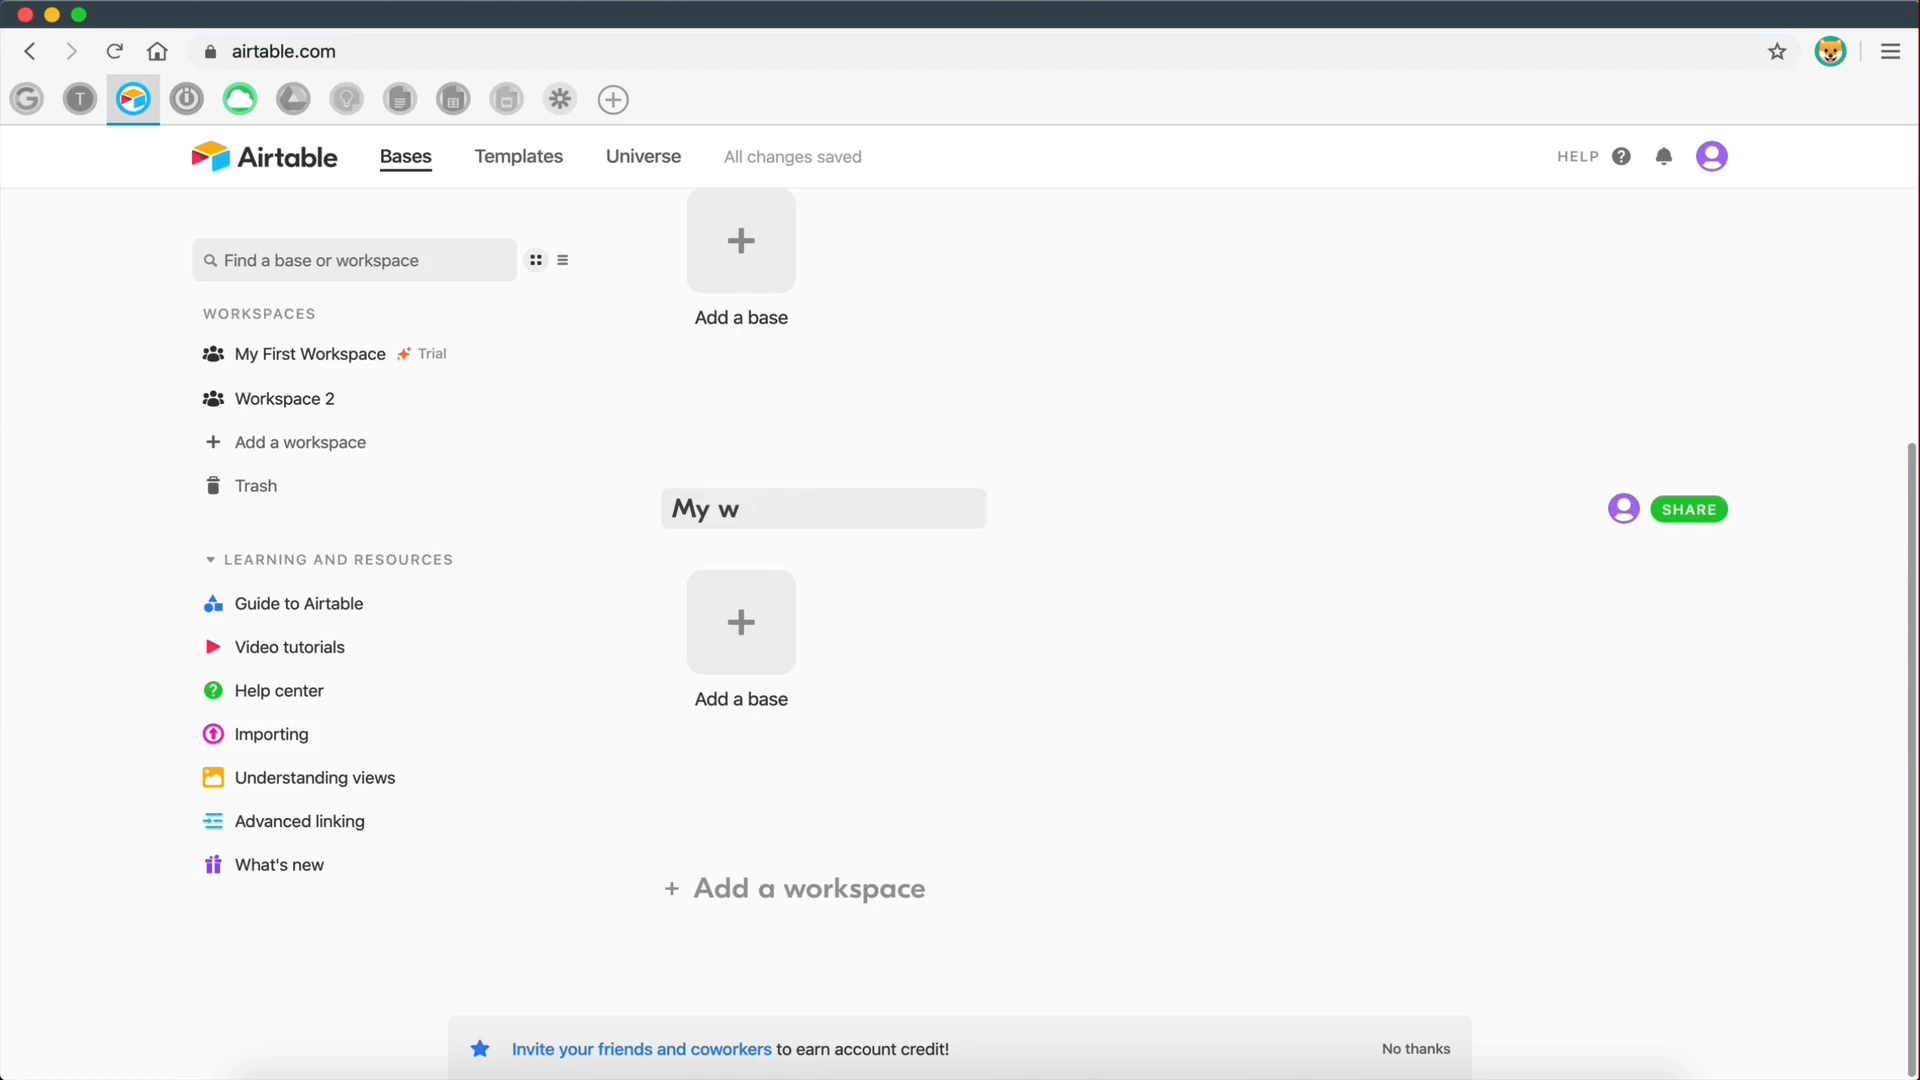 airtable.com
G
T
Airtable
Bases
Templates
Universe
All changes saved
HELP
?
Find a base or workspace
WORKSPACES
My First Workspace
Trial
Workspace 2
Add a workspace
Trash
LEARNING AND RESOURCES
Guide to Airtable
Video tutorials
Help center
Importing
Understanding views
Advanced linking
What's new
Add a base
My w
SHARE
Add a base
+ Add a workspace
Invite your friends and coworkers to earn account credit!
No thanks